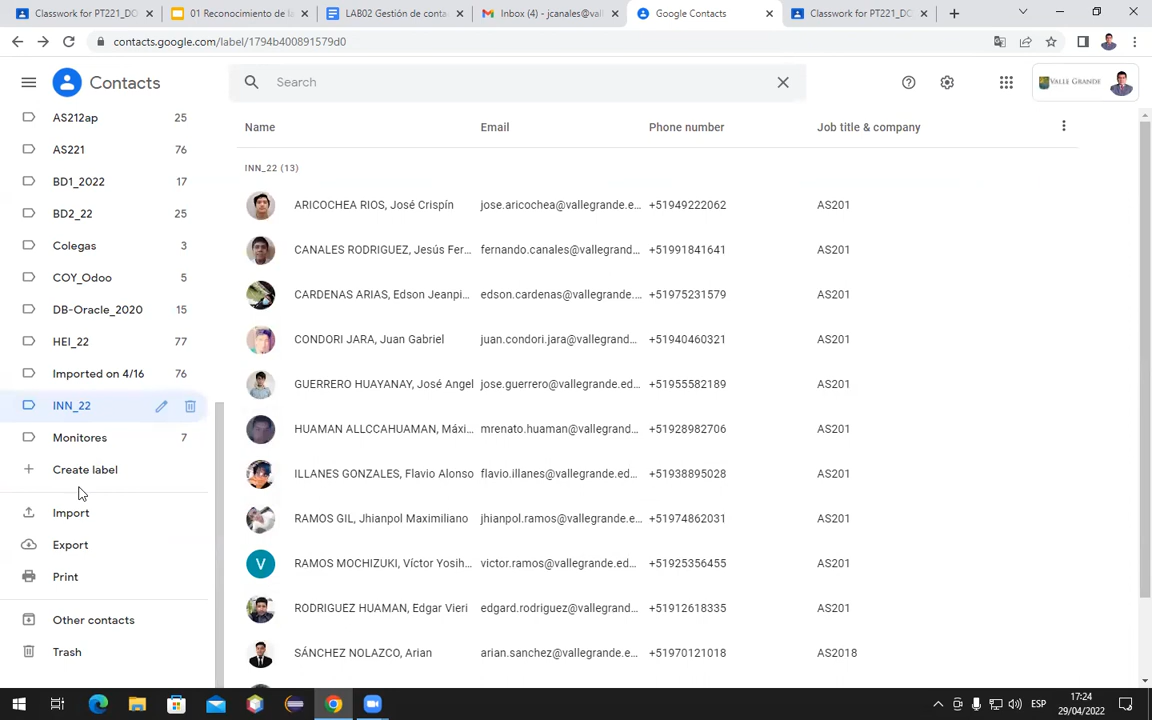 Classwork for PT221_DO
01 Reconocimiento de la
LAB02 Gestión de conta
Inbox (4) - jcanales@val
Google Contacts
Classwork for PT221_DO
contacts.google.com/label/1794b400891579d0
Contacts
Search
VALLE GRANDE
AS212ap 25
AS221 76
BD1_2022 17
BD2_22 25
Colegas 3
COY_Odoo 5
DB-Oracle_2020 15
HEI_22 77
Imported on 4/16 76
INN_22
Monitores 7
Create label
Import
Export
Print
Other contacts
Trash
Name Email Phone number Job title & company
INN_22 (13)
ARICOCHEA RIOS, José Crispín jose.aricochea@vallegrande.e... +51949222062 AS201
CANALES RODRIGUEZ, Jesús Fer... fernando.canales@vallegrand... +51991841641 AS201
CARDENAS ARIAS, Edson Jeanpi... edson.cardenas@vallegrande.... +51975231579 AS201
CONDORI JARA, Juan Gabriel juan.condori.jara@vallegrand... +51940460321 AS201
GUERRERO HUAYANAY, José Angel jose.guerrero@vallegrande.ed... +51955582189 AS201
HUAMAN ALLCCAHUAMAN, Máxi... mrenato.huaman@vallegrand... +51928982706 AS201
ILLANES GONZALES, Flavio Alonso flavio.illanes@vallegrande.ed... +51938895028 AS201
RAMOS GIL, Jhianpol Maximiliano jhianpol.ramos@vallegrande.e... +51974862031 AS201
V RAMOS MOCHIZUKI, Víctor Yosih... victor.ramos@vallegrande.ed... +51925356455 AS201
RODRIGUEZ HUAMAN, Edgar Vieri edgard.rodriguez@vallegrand... +51912618335 AS201
SÁNCHEZ NOLAZCO, Arian arian.sanchez@vallegrande.e... +51970121018 AS2018
ESP
17:24
29/04/2022